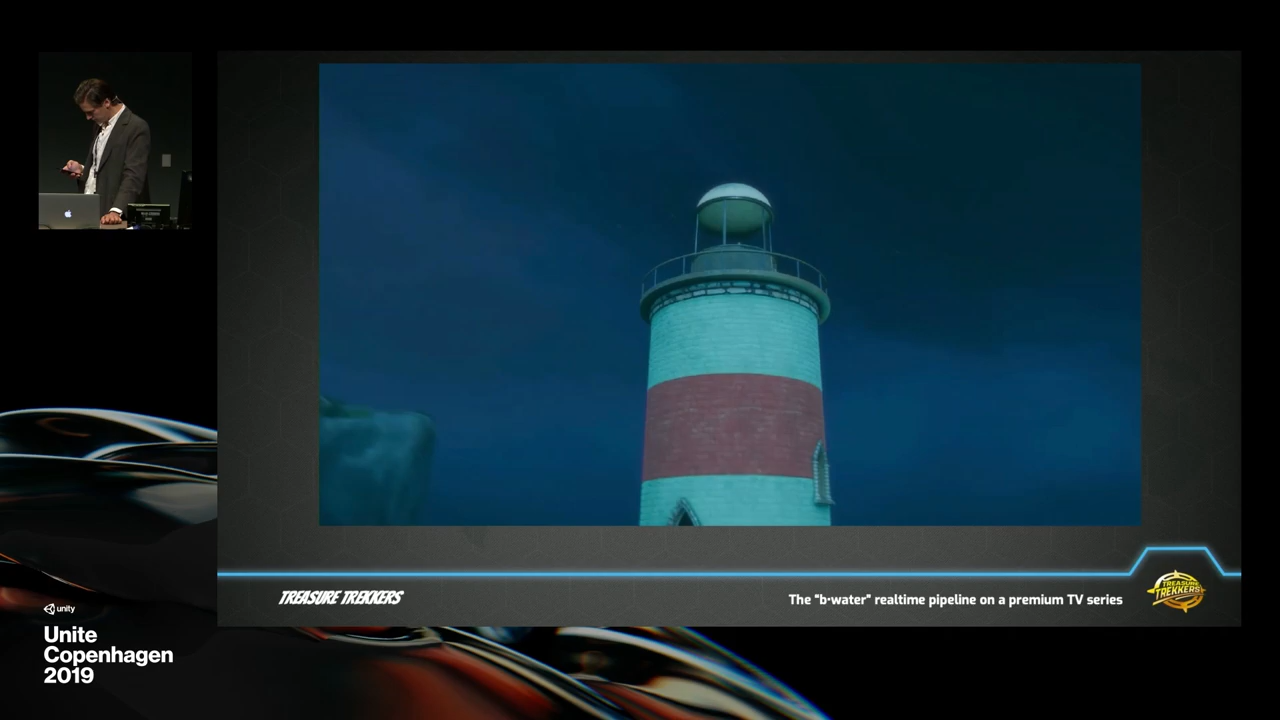 TREASURE TREKKERS
The "b•water" realtime pipeline on a premium TV series
TREASURE
TREKKERS
unity
Unite
Copenhagen
2019